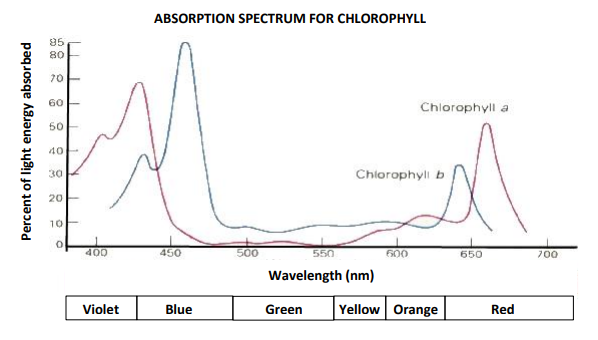 ABSORPTION SPECTRUM FOR CHLOROPHYLL
Percent of light energy absorbed
85
80
70
60
50
40
30
20
10
0
Chlorophyll a
Chlorophyll b
400 450 500 550 600 650 700
Wavelength (nm)
Violet Blue Green Yellow Orange Red